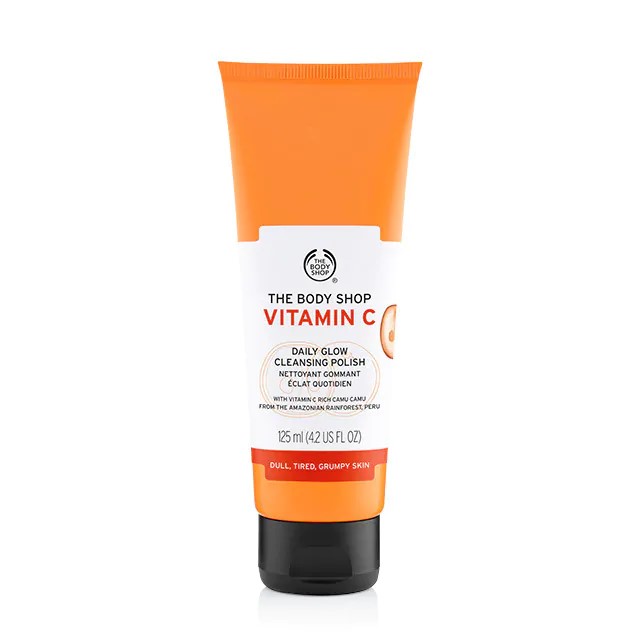 THE
BODY
SHOP
THE BODY SHOP
VITAMIN C
DAILY GLOW
CLEANSING POLISH
NETTOYANT GOMMANT
ÉCLAT QUOTIDIEN
WITH VITAMIN C RICH CAMU CAMU
FROM THE AMAZONIAN RAINFOREST, PERU
125 ml (4.2 US FL OZ)
DULL, TIRED, GRUMPY SKIN